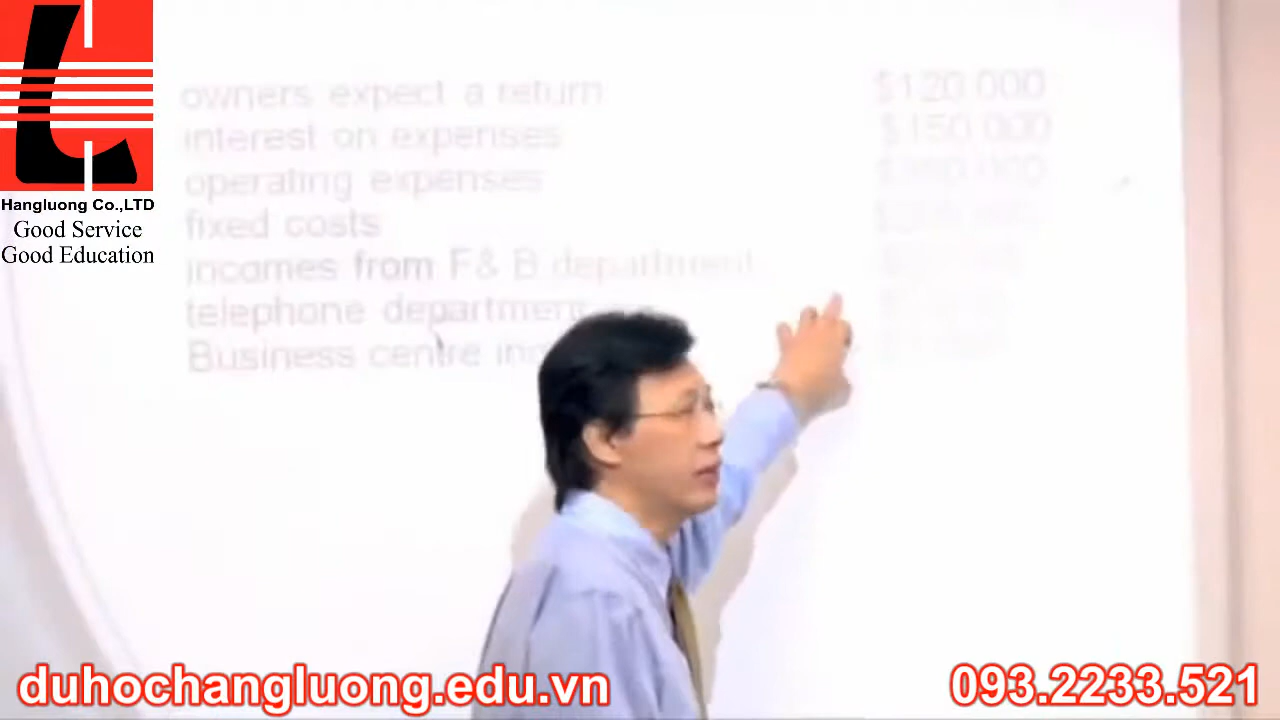 owners expect a return $120 000
interest on expenses $150 000
operating expenses
fixed costs
incomes from F& B department
telephone department
Business centre
Hangluong Co.,LTD
Good Service
Good Education
duhochangluong.edu.vn
093.2233.521